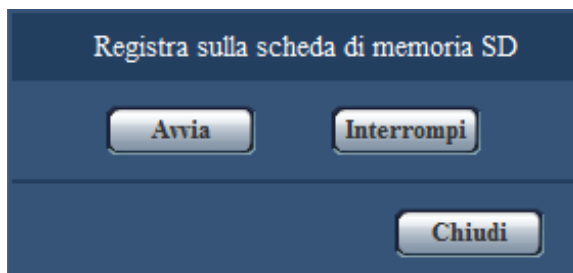 Registra sulla scheda di memoria SD
Avvia Interrompi
Chiudi